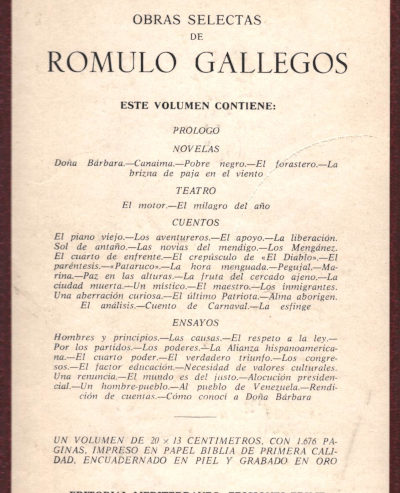 OBRAS SELECTAS
DE
ROMULO GALLEGOS
ESTE VOLUMEN CONTIENE:
PROLOGO
NOVELAS
Doña Bárbara.—Canaima.—Pobre negro.—El forastero.—La
brizna de paja en el viento
TEATRO
El motor.—El milagro del año
CUENTOS
El piano viejo.—Los aventureros.—El apoyo.—La liberación.
Sol de antaño.—Las novias del mendigo.—Los Mengánez.
El cuarto de enfrente.—El crepúsculo de «El Diablo».—El
paréntesis.—«Pataruco».—La hora menguada.—Pegujal.—Ma-
rina.—Paz en las alturas.—La fruta del cercado ajeno.—La
ciudad muerta.—Un místico.—El maestro.—Los inmigrantes.
Una aberración curiosa.—El último Patriota.—Alma aborigen.
El análisis.—Cuento de Carnaval.—La esfinge
ENSAYOS
Hombres y principios.—Las causas.—El respeto a la ley.—
Por los partidos.—Los poderes.—La Alianza hispanoamerica-
na.—El cuarto poder.—El verdadero triunfo.—Los congre-
sos.—El factor educación.—Necesidad de valores culturales.
Una renuncia.—El mundo es del justo.—Alocución presiden-
cial.—Un hombre-pueblo.—Al pueblo de Venezuela.—Rendi-
ción de cuentas.—Cómo conocí a Doña Bárbara
UN VOLUMEN DE 20 × 13 CENTIMETROS, CON 1.676 PA-
GINAS, IMPRESO EN PAPEL BIBLIA DE PRIMERA CALI-
DAD, ENCUADERNADO EN PIEL Y GRABADO EN ORO